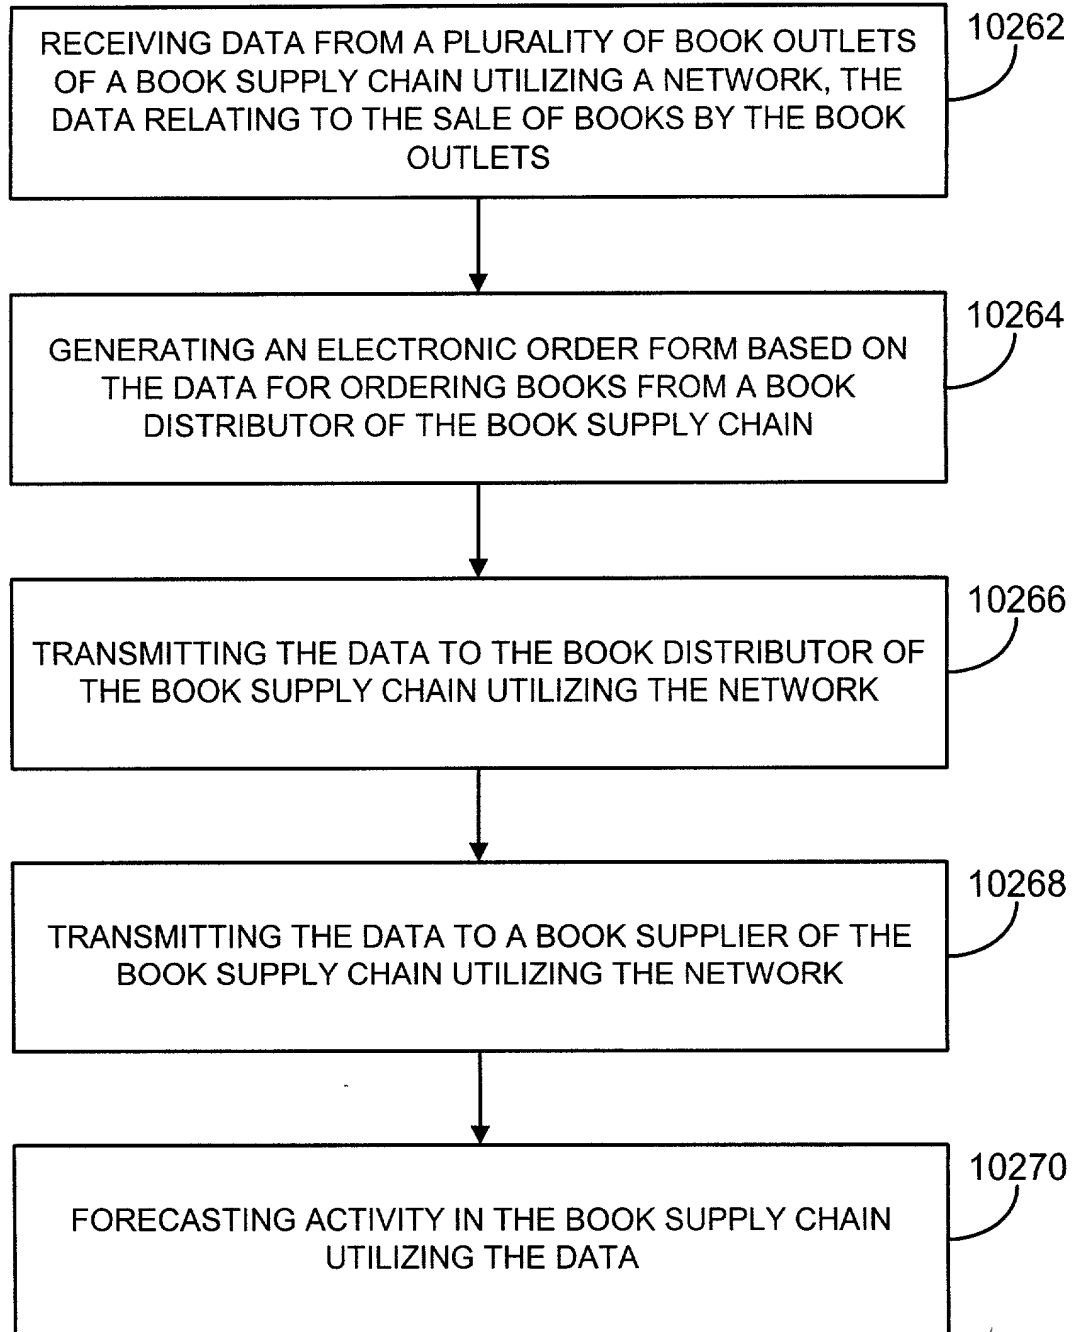 10262
RECEIVING DATA FROM A PLURALITY OF BOOK OUTLETS
OF A BOOK SUPPLY CHAIN UTILIZING A NETWORK, THE
DATA RELATING TO THE SALE OF BOOKS BY THE BOOK
OUTLETS
10264
GENERATING AN ELECTRONIC ORDER FORM BASED ON
THE DATA FOR ORDERING BOOKS FROM A BOOK
DISTRIBUTOR OF THE BOOK SUPPLY CHAIN
10266
TRANSMITTING THE DATA TO THE BOOK DISTRIBUTOR OF
THE BOOK SUPPLY CHAIN UTILIZING THE NETWORK
10268
TRANSMITTING THE DATA TO A BOOK SUPPLIER OF THE
BOOK SUPPLY CHAIN UTILIZING THE NETWORK
10270
FORECASTING ACTIVITY IN THE BOOK SUPPLY CHAIN
UTILIZING THE DATA